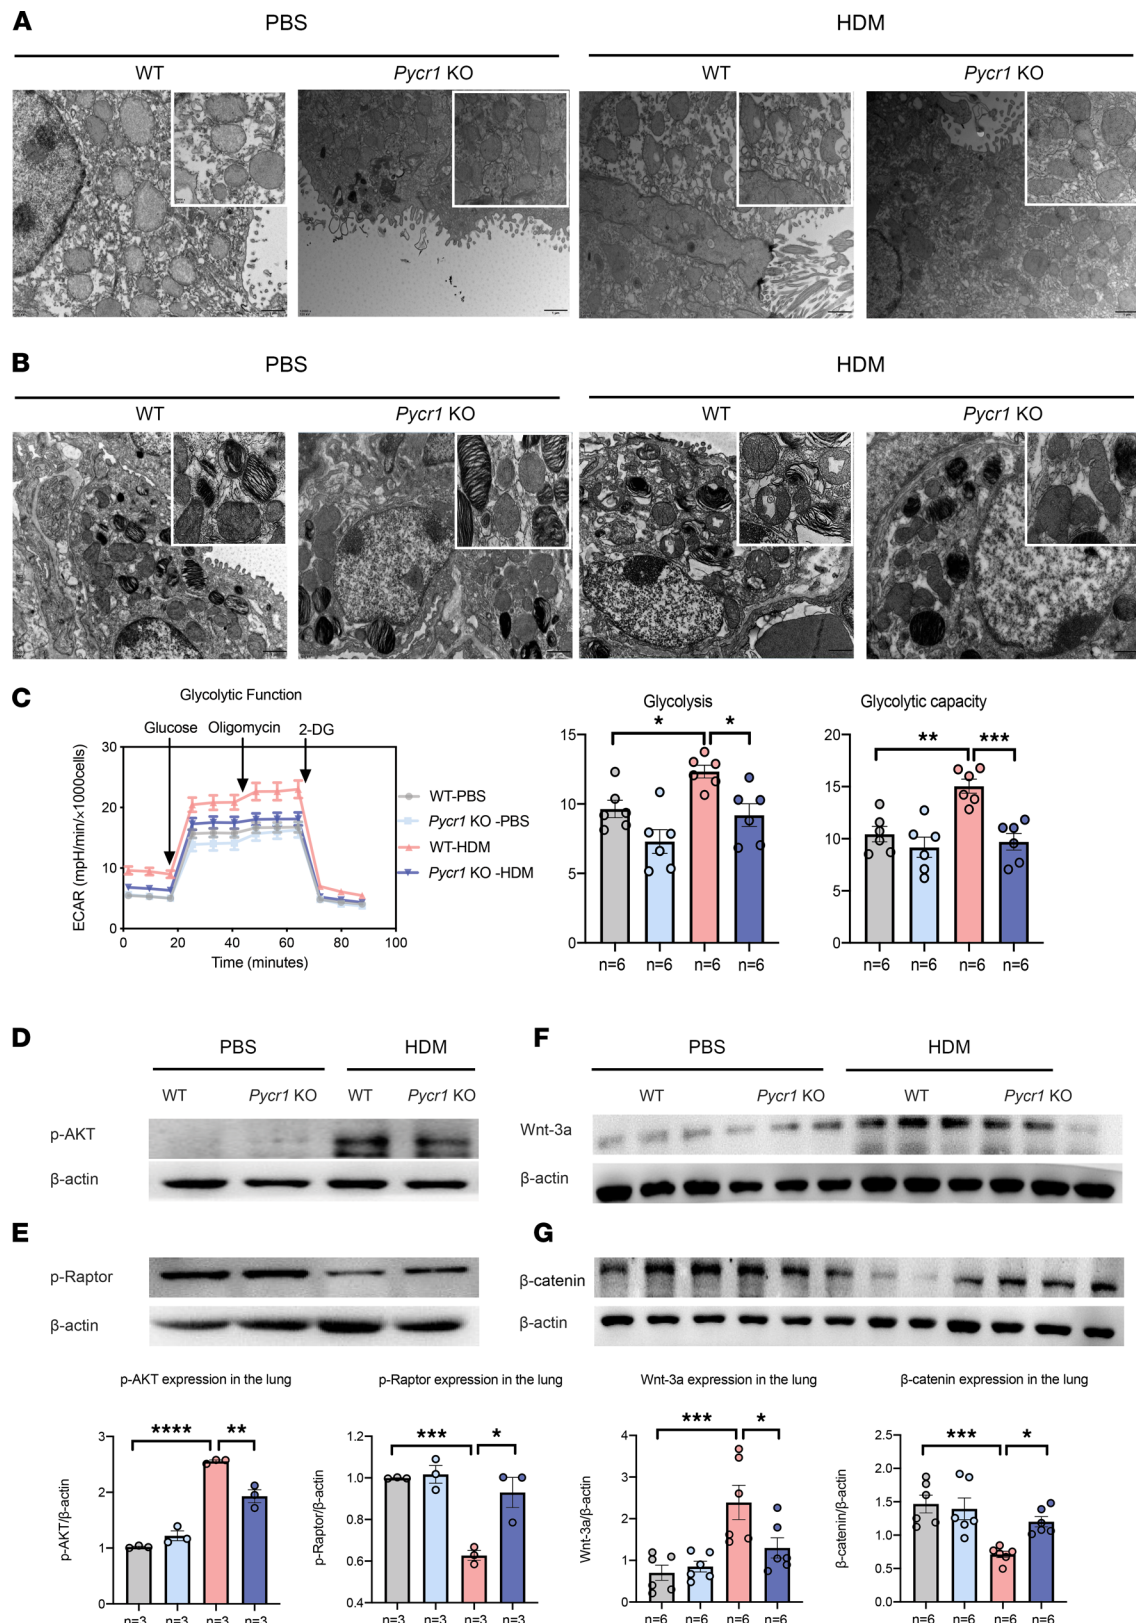 A
PBS
HDM
WT
Pycr1 KO
WT
Pycr1 KO
B
PBS
HDM
WT
Pycr1 KO
WT
Pycr1 KO
C
Glycolytic Function
Glucose
Oligomycin
2-DG
ECAR (mpH/min/×1000cells)
30
20
10
0
0
20
40
60
80
100
Time (minutes)
WT-PBS
Pycr1 KO -PBS
WT-HDM
Pycr1 KO -HDM
Glycolysis
*
*
15
10
5
0
n=6
n=6
n=6
n=6
Glycolytic capacity
**
***
20
15
10
5
0
n=6
n=6
n=6
n=6
D
PBS
HDM
WT
Pycr1 KO
WT
Pycr1 KO
p-AKT
β-actin
F
PBS
HDM
WT
Pycr1 KO
WT
Pycr1 KO
Wnt-3a
β-actin
E
p-Raptor
β-actin
G
β-catenin
β-actin
p-AKT expression in the lung
****
**
p-AKT/β-actin
3
2
1
0
n=3
n=3
n=3
n=3
p-Raptor expression in the lung
***
*
p-Raptor/β-actin
1.2
1.0
0.8
0.6
0.4
n=3
n=3
n=3
n=3
Wnt-3a expression in the lung
***
*
Wnt-3a/β-actin
4
3
2
1
0
n=6
n=6
n=6
n=6
β-catenin expression in the lung
***
*
β-catenin/β-actin
2.5
2.0
1.5
1.0
0.5
0.0
n=6
n=6
n=6
n=6